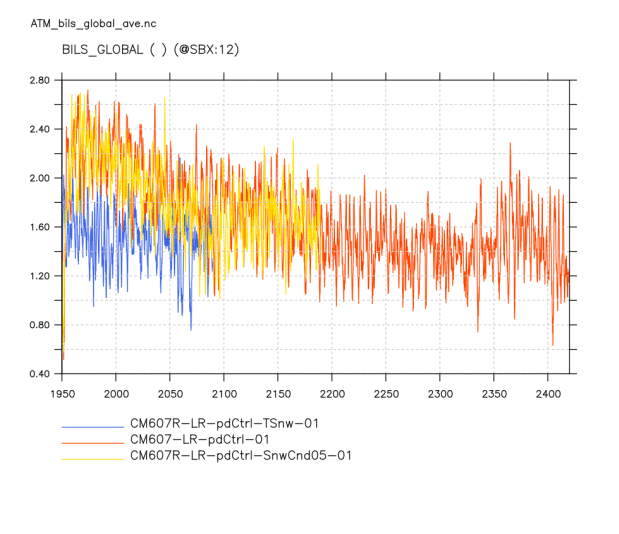 ATM_bils_global_ave.nc
BILS_GLOBAL ( ) (@SBX:12)
2.80
2.40
2.00
1.60
1.20
0.80
0.40
1950 2000 2050 2100 2150 2200 2250 2300 2350 2400
CM607R-LR-pdCtrl-TSnw-01
CM607-LR-pdCtrl-01
CM607R-LR-pdCtrl-SnwCnd05-01